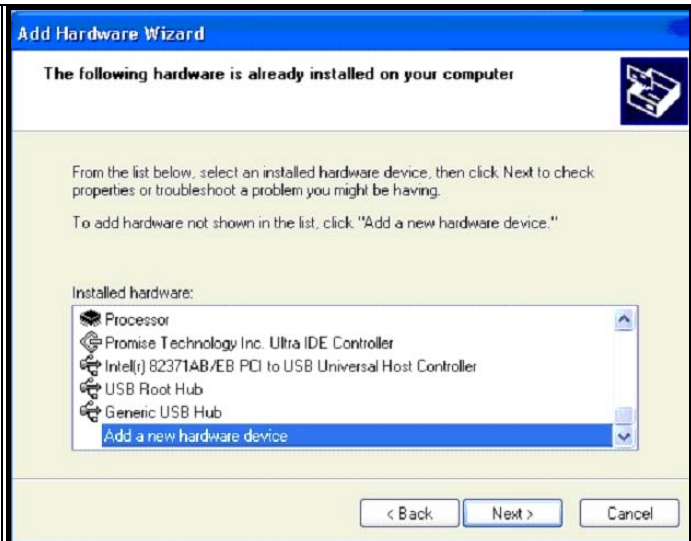 Add Hardware Wizard
The following hardware is already installed on your computer
From the list below, select an installed hardware device, then click Next to check
properties or troubleshoot a problem you might be having.
To add hardware not shown in the list, click "Add a new hardware device."
Installed hardware:
Processor
Promise Technology Inc. Ultra IDE Controller
Intel(r) 82371AB/EB PCI to USB Universal Host Controller
USB Root Hub
Generic USB Hub
Add a new hardware device
< Back Next > Cancel